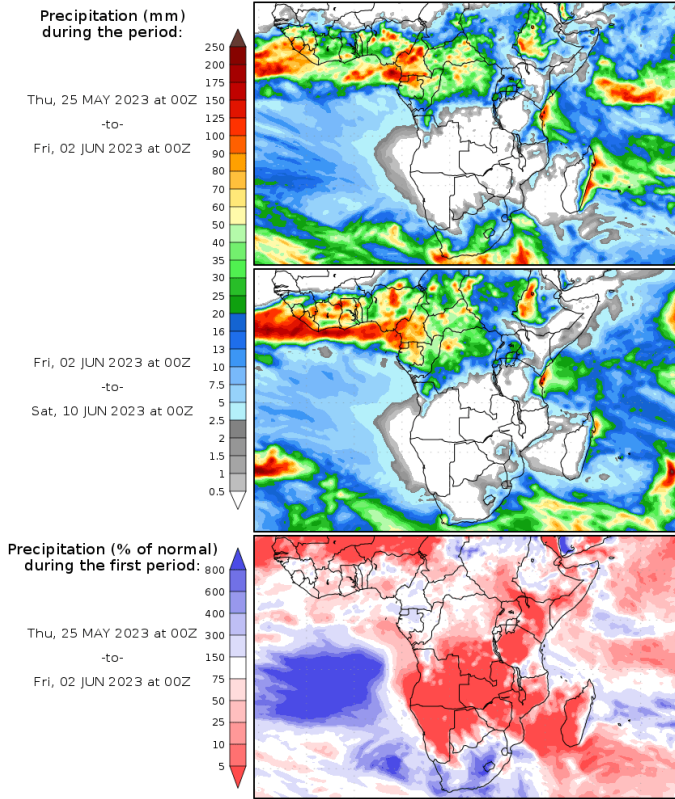 Precipitation (mm)
during the period:
Thu, 25 MAY 2023 at 00Z
-to-
Fri, 02 JUN 2023 at 00Z
250
200
175
150
125
100
90
80
70
60
50
40
35
30
25
20
16
13
10
7.5
5
2.5
2
1.5
1
0.5
Fri, 02 JUN 2023 at 00Z
-to-
Sat, 10 JUN 2023 at 00Z
Precipitation (% of normal)
during the first period:
Thu, 25 MAY 2023 at 00Z
-to-
Fri, 02 JUN 2023 at 00Z
800
600
400
300
150
75
50
25
10
5